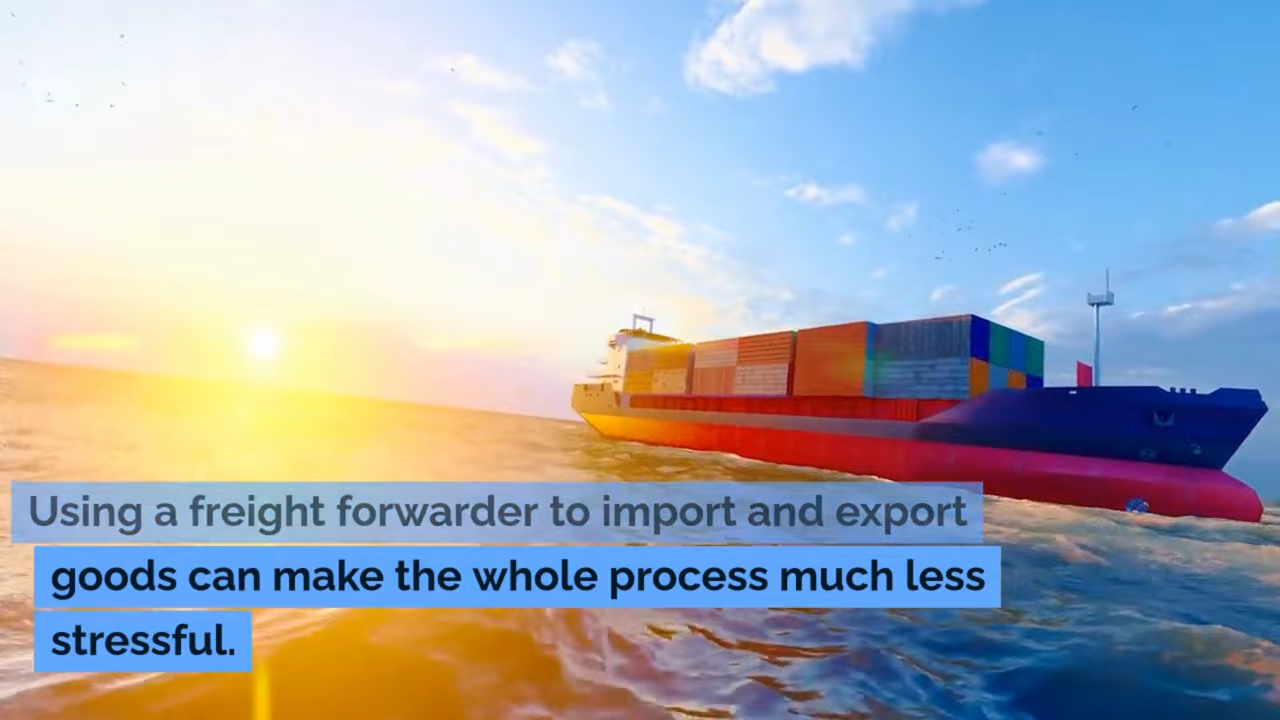 Using a freight forwarder to import and export
goods can make the whole process much less
stressful.